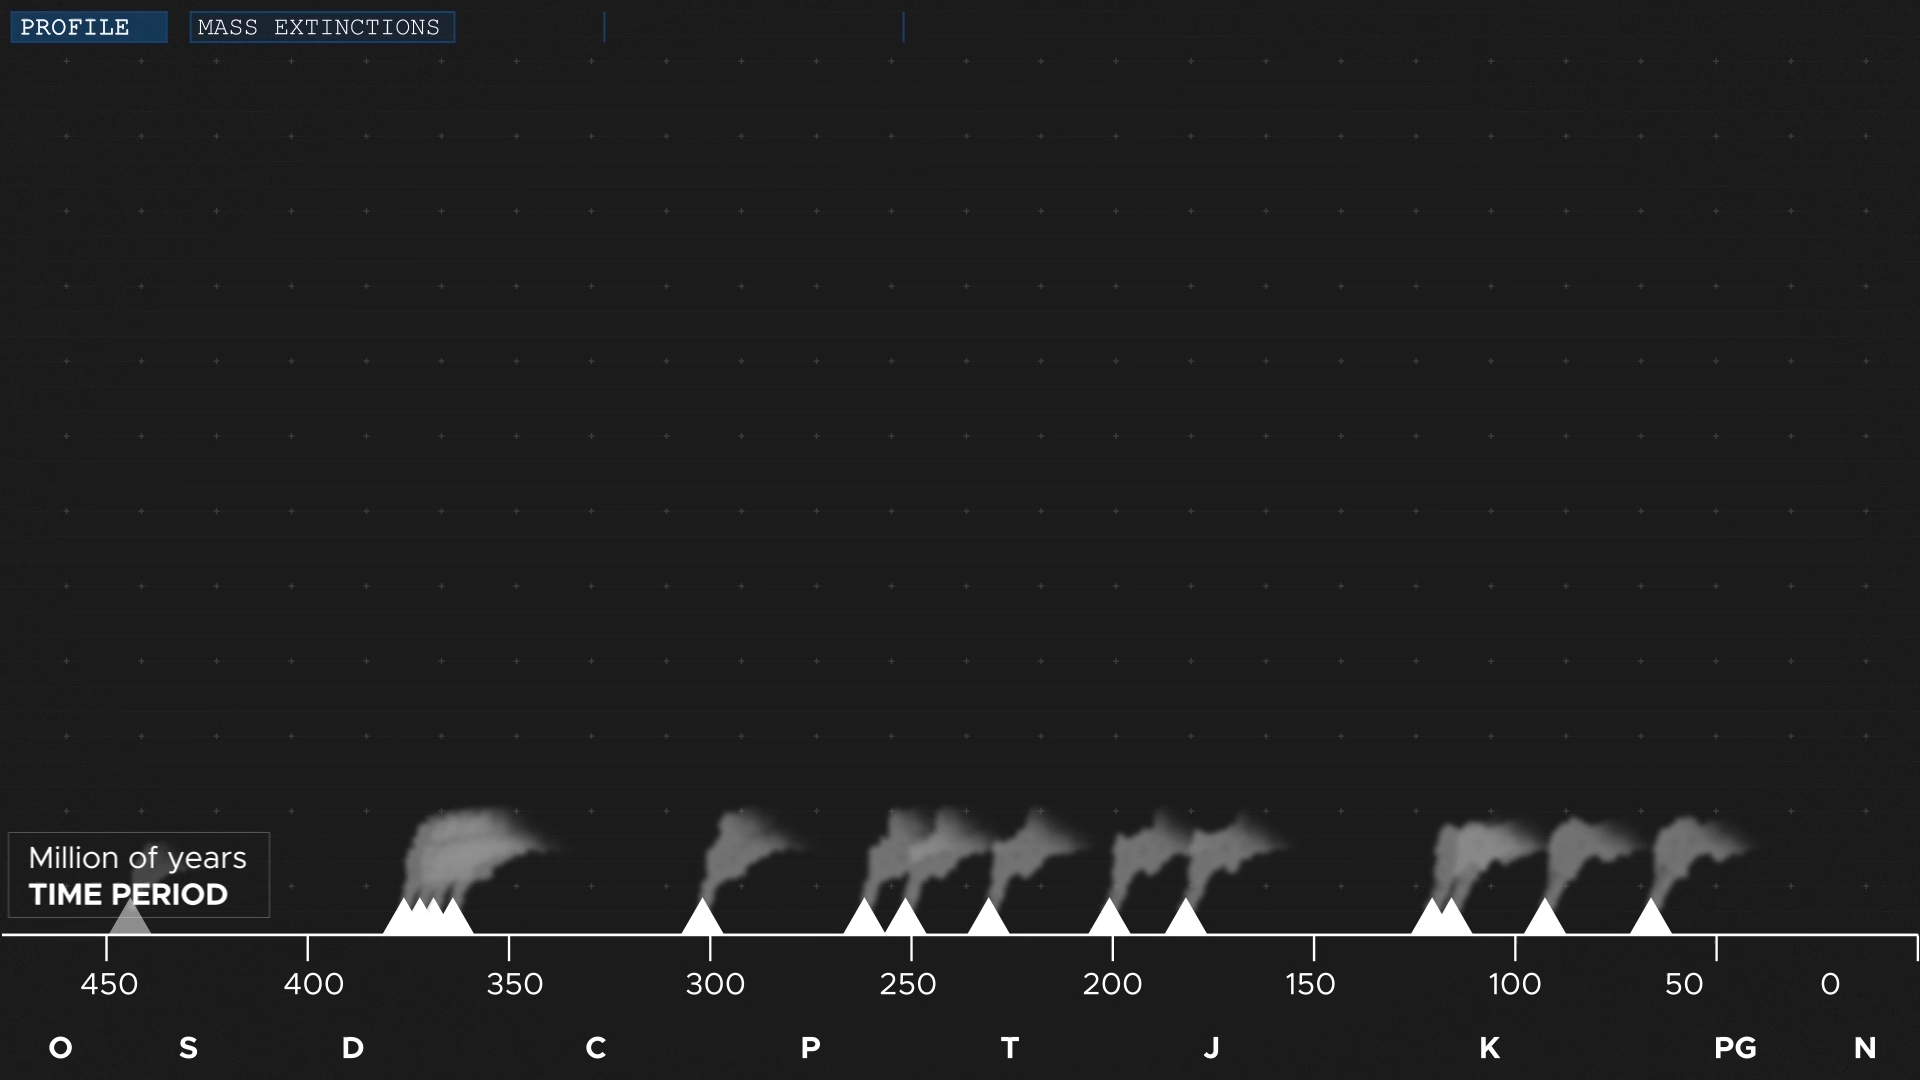 PROFILE
MASS EXTINCTIONS
Million of years
TIME PERIOD
450 400 350 300 250 200 150 100 50 0
O S D C P T J K PG N